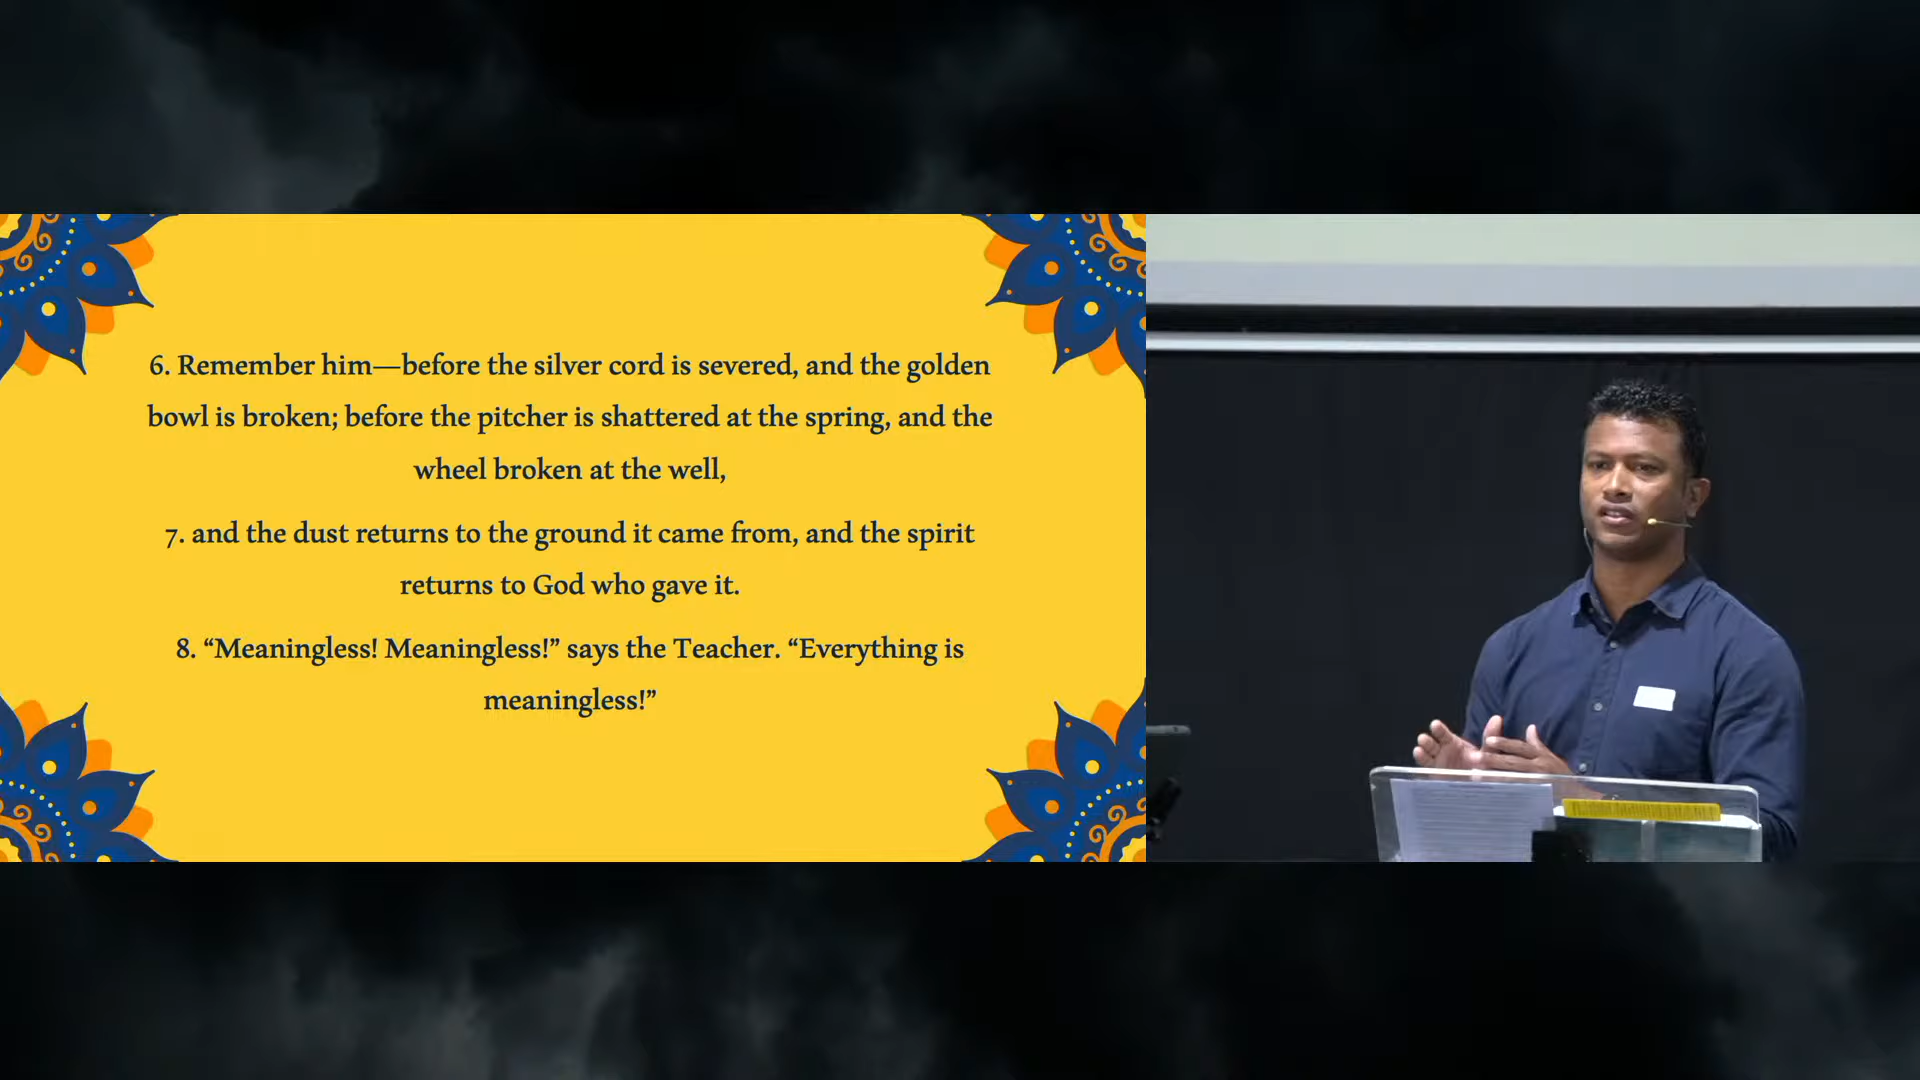 6. Remember him—before the silver cord is severed, and the golden
bowl is broken; before the pitcher is shattered at the spring, and the
wheel broken at the well,
7. and the dust returns to the ground it came from, and the spirit
returns to God who gave it.
8. “Meaningless! Meaningless!” says the Teacher. “Everything is
meaningless!”